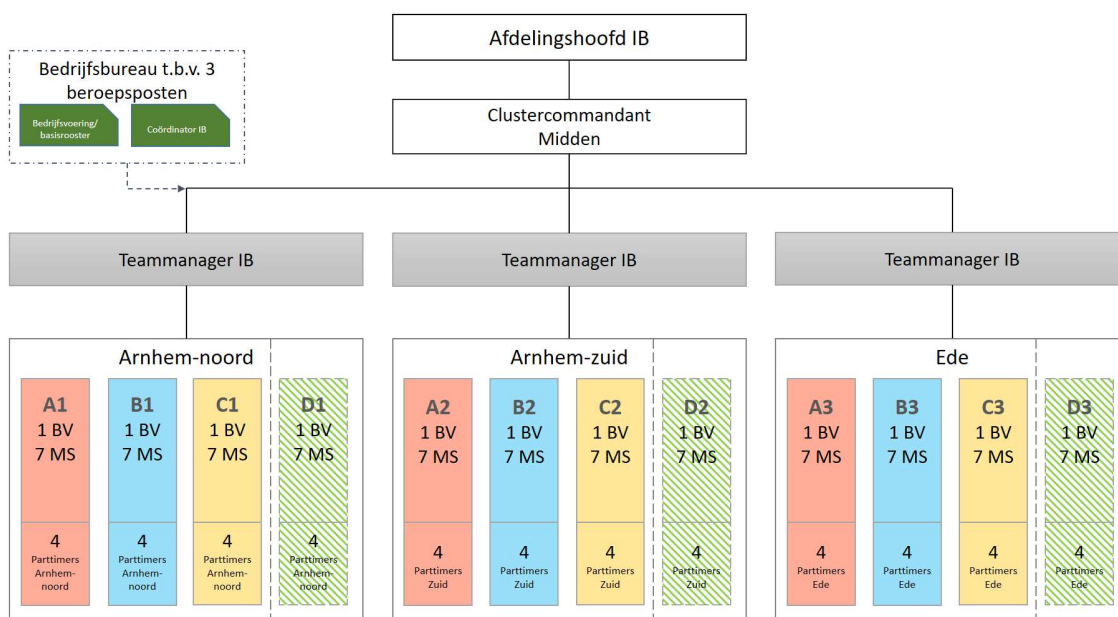 Afdelingshoofd IB
Bedrijfsbureau t.b.v. 3
beroepsposten
Bedrijfsvoering/
basisrooster
Coördinator IB
Clustercommandant
Midden
Teammanager IB
Teammanager IB
Teammanager IB
Arnhem-noord
A1
1 BV
7 MS
4
Parttimers
Arnhem-
noord
B1
1 BV
7 MS
4
Parttimers
Arnhem-
noord
C1
1 BV
7 MS
4
Parttimers
Arnhem-
noord
D1
1 BV
7 MS
4
Parttimers
Arnhem-
noord
Arnhem-zuid
A2
1 BV
7 MS
4
Parttimers
Zuid
B2
1 BV
7 MS
4
Parttimers
Zuid
C2
1 BV
7 MS
4
Parttimers
Zuid
D2
1 BV
7 MS
4
Parttimers
Zuid
Ede
A3
1 BV
7 MS
4
Parttimers
Ede
B3
1 BV
7 MS
4
Parttimers
Ede
C3
1 BV
7 MS
4
Parttimers
Ede
D3
1 BV
7 MS
4
Parttimers
Ede